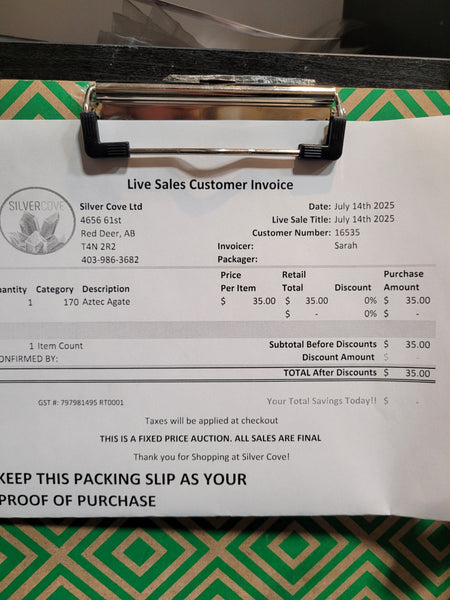 Live Sales Customer Invoice
SILVERCOVE
Silver Cove Ltd
4656 61st
Red Deer, AB
T4N 2R2
403-986-3682
Date: July 14th 2025
Live Sale Title: July 14th 2025
Customer Number: 16535
Invoicer: Sarah
Packager:
Price Retail Purchase
antity Category Description Per Item Total Discount Amount
1 170 Aztec Agate $ 35.00 $ 35.00 0% $ 35.00
$ - 0% $ -
1 Item Count Subtotal Before Discounts $ 35.00
ONFIRMED BY: Discount Amount $ -
TOTAL After Discounts $ 35.00
GST #: 797981495 RT0001 Your Total Savings Today!! $ -
Taxes will be applied at checkout
THIS IS A FIXED PRICE AUCTION. ALL SALES ARE FINAL
Thank you for Shopping at Silver Cove!
KEEP THIS PACKING SLIP AS YOUR
PROOF OF PURCHASE